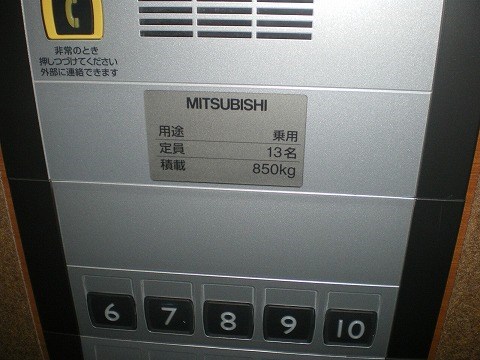 非常のとき
押しつづけてください
外部に連絡できます
MITSUBISHI
用途 乗用
定員 13名
積載 850kg
6 7 8 9 10